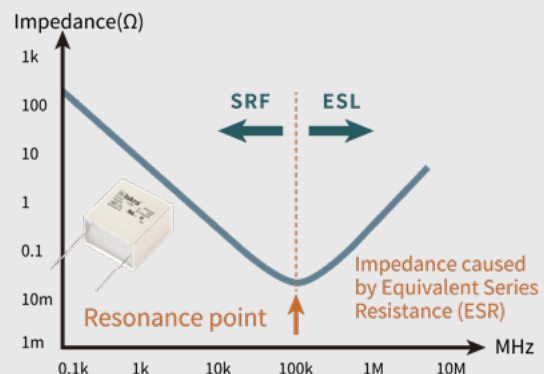 Impedance(Ω)
1k
100
10
1
0.1
10m
1m
SRF
ESL
Resonance point
Impedance caused
by Equivalent Series
Resistance (ESR)
MHz
0.1k
1k
10k
100k
1M
10M